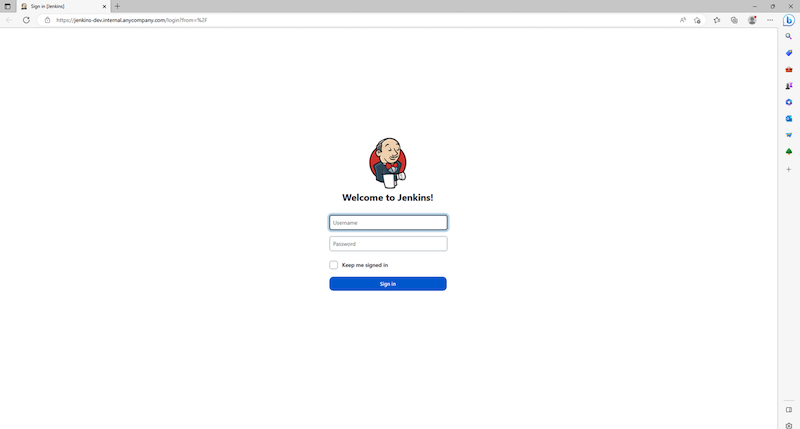 Sign in [Jenkins]
https://jenkins-dev.internal.anycompany.com/login?from=%2F
Welcome to Jenkins!
Username
Password
Keep me signed in
Sign in